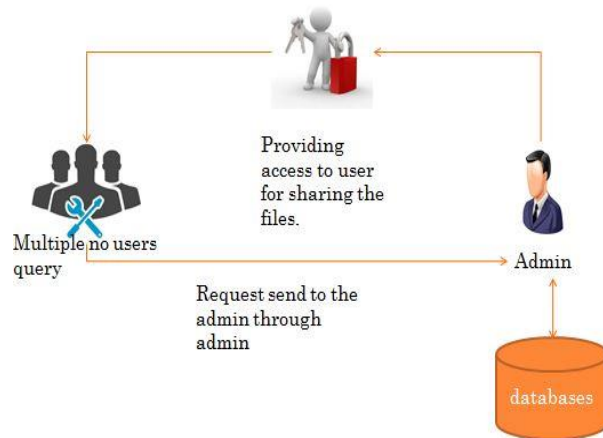 Providing
access to user
for sharing the
files.
Multiple no users
query
Admin
Request send to the
admin through
admin
databases